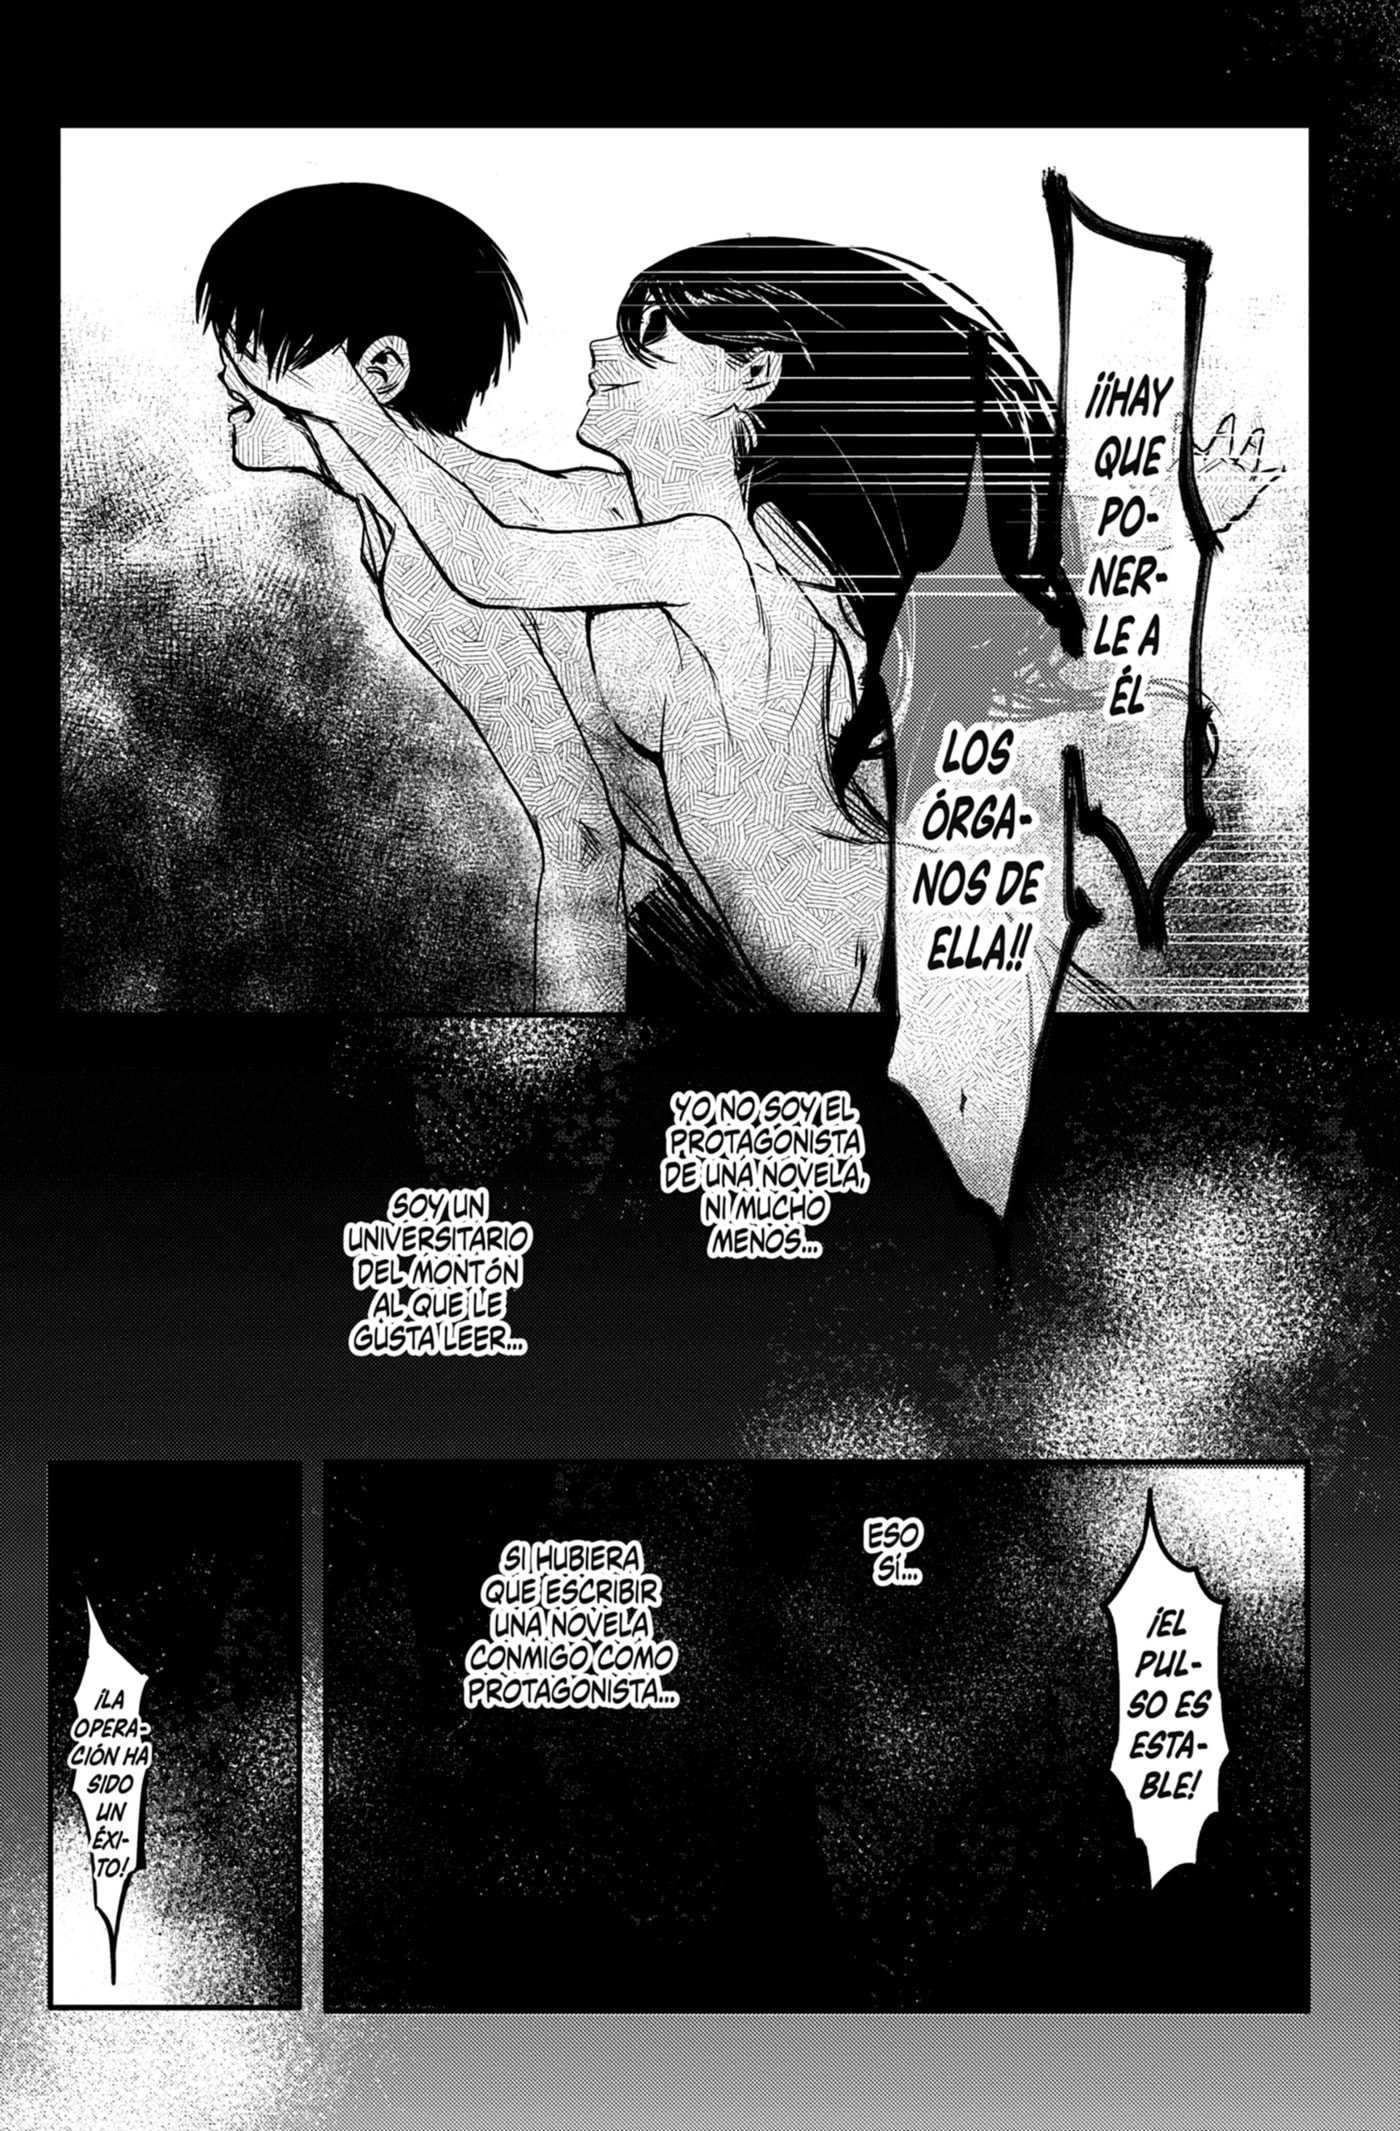 ¡¡HAY
QUE
PO-
NER-
LE A
ÉL
LOS
ÓRGA-
NOS DE
ELLA!!
YO NO SOY EL
PROTAGONISTA
DE UNA NOVELA,
NI MUCHO
MENOS...
SOY UN
UNIVERSITARIO
DEL MONTÓN
AL QUE LE
GUSTA LEER...
¡EL
PUL-
SO ES
ESTA-
BLE!
ESO
SÍ...
SI HUBIERA
QUE ESCRIBIR
UNA NOVELA
CONMIGO COMO
PROTAGONISTA...
¡LA
OPERA-
CIÓN HA
SIDO
UN
ÉXI-
TO!